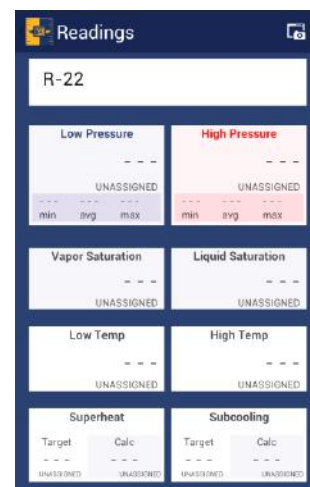 Readings
R-22
Low Pressure High Pressure
- - - - - -
UNASSIGNED UNASSIGNED
- - - - - - - - - - - - - - - - - -
min avg max min avg max
Vapor Saturation Liquid Saturation
- - - - - -
UNASSIGNED UNASSIGNED
Low Temp High Temp
- - - - - -
UNASSIGNED UNASSIGNED
Superheat Subcooling
Target Calc Target Calc
- - - - - - - - - - - -
UNASSIGNED UNASSIGNED UNASSIGNED UNASSIGNED